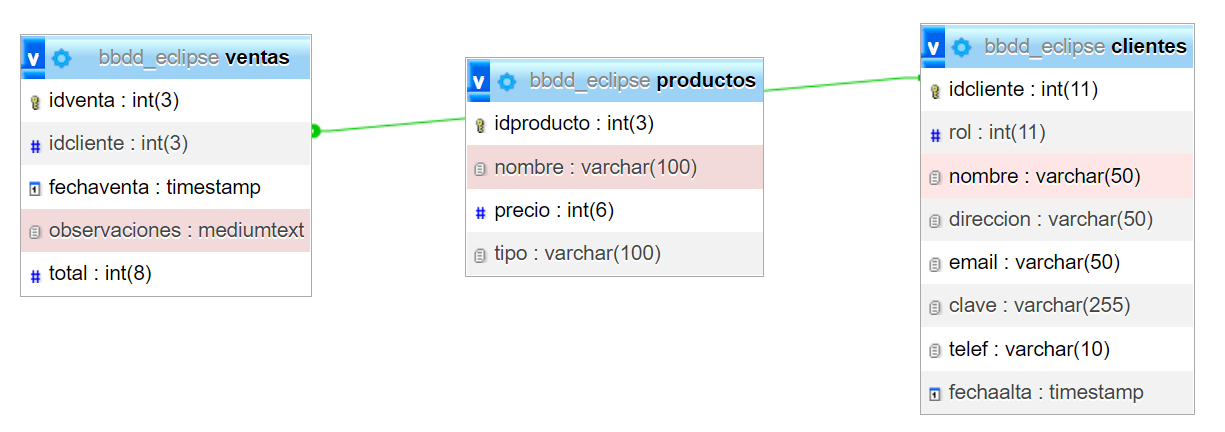 v bbdd_eclipse ventas
idventa : int(3)
# idcliente : int(3)
fechaventa : timestamp
observaciones : mediumtext
# total : int(8)
v bbdd_eclipse productos
idproducto : int(3)
nombre : varchar(100)
# precio : int(6)
tipo : varchar(100)
v bbdd_eclipse clientes
idcliente : int(11)
# rol : int(11)
nombre : varchar(50)
direccion : varchar(50)
email : varchar(50)
clave : varchar(255)
telef : varchar(10)
fechaalta : timestamp